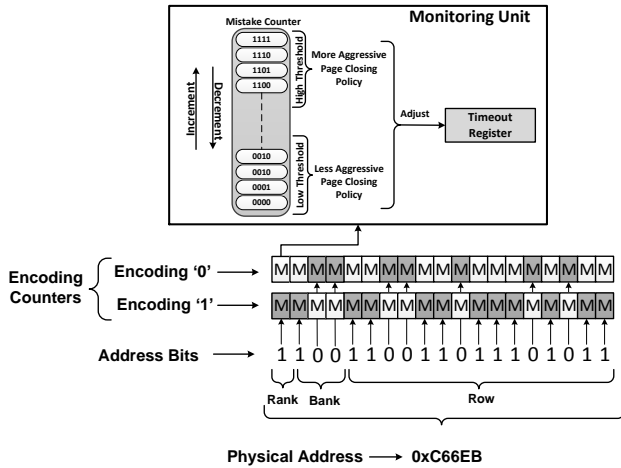 Monitoring Unit
Mistake Counter
1111
1110
1101
1100
High Threshold
More Aggressive
Page Closing
Policy
Increment
Decrement
Adjust
Timeout
Register
0010
0010
0001
0000
Low Threshold
Less Aggressive
Page Closing
Policy
Encoding
Counters
Encoding ‘0’
M M M M M M M M M M M M M M M M M M M
Encoding ‘1’
M M M M M M M M M M M M M M M M M M M
Address Bits
1 1 0 0 1 1 0 0 1 1 0 1 1 1 0 1 0 1 1
Rank Bank Row
Physical Address 0xC66EB